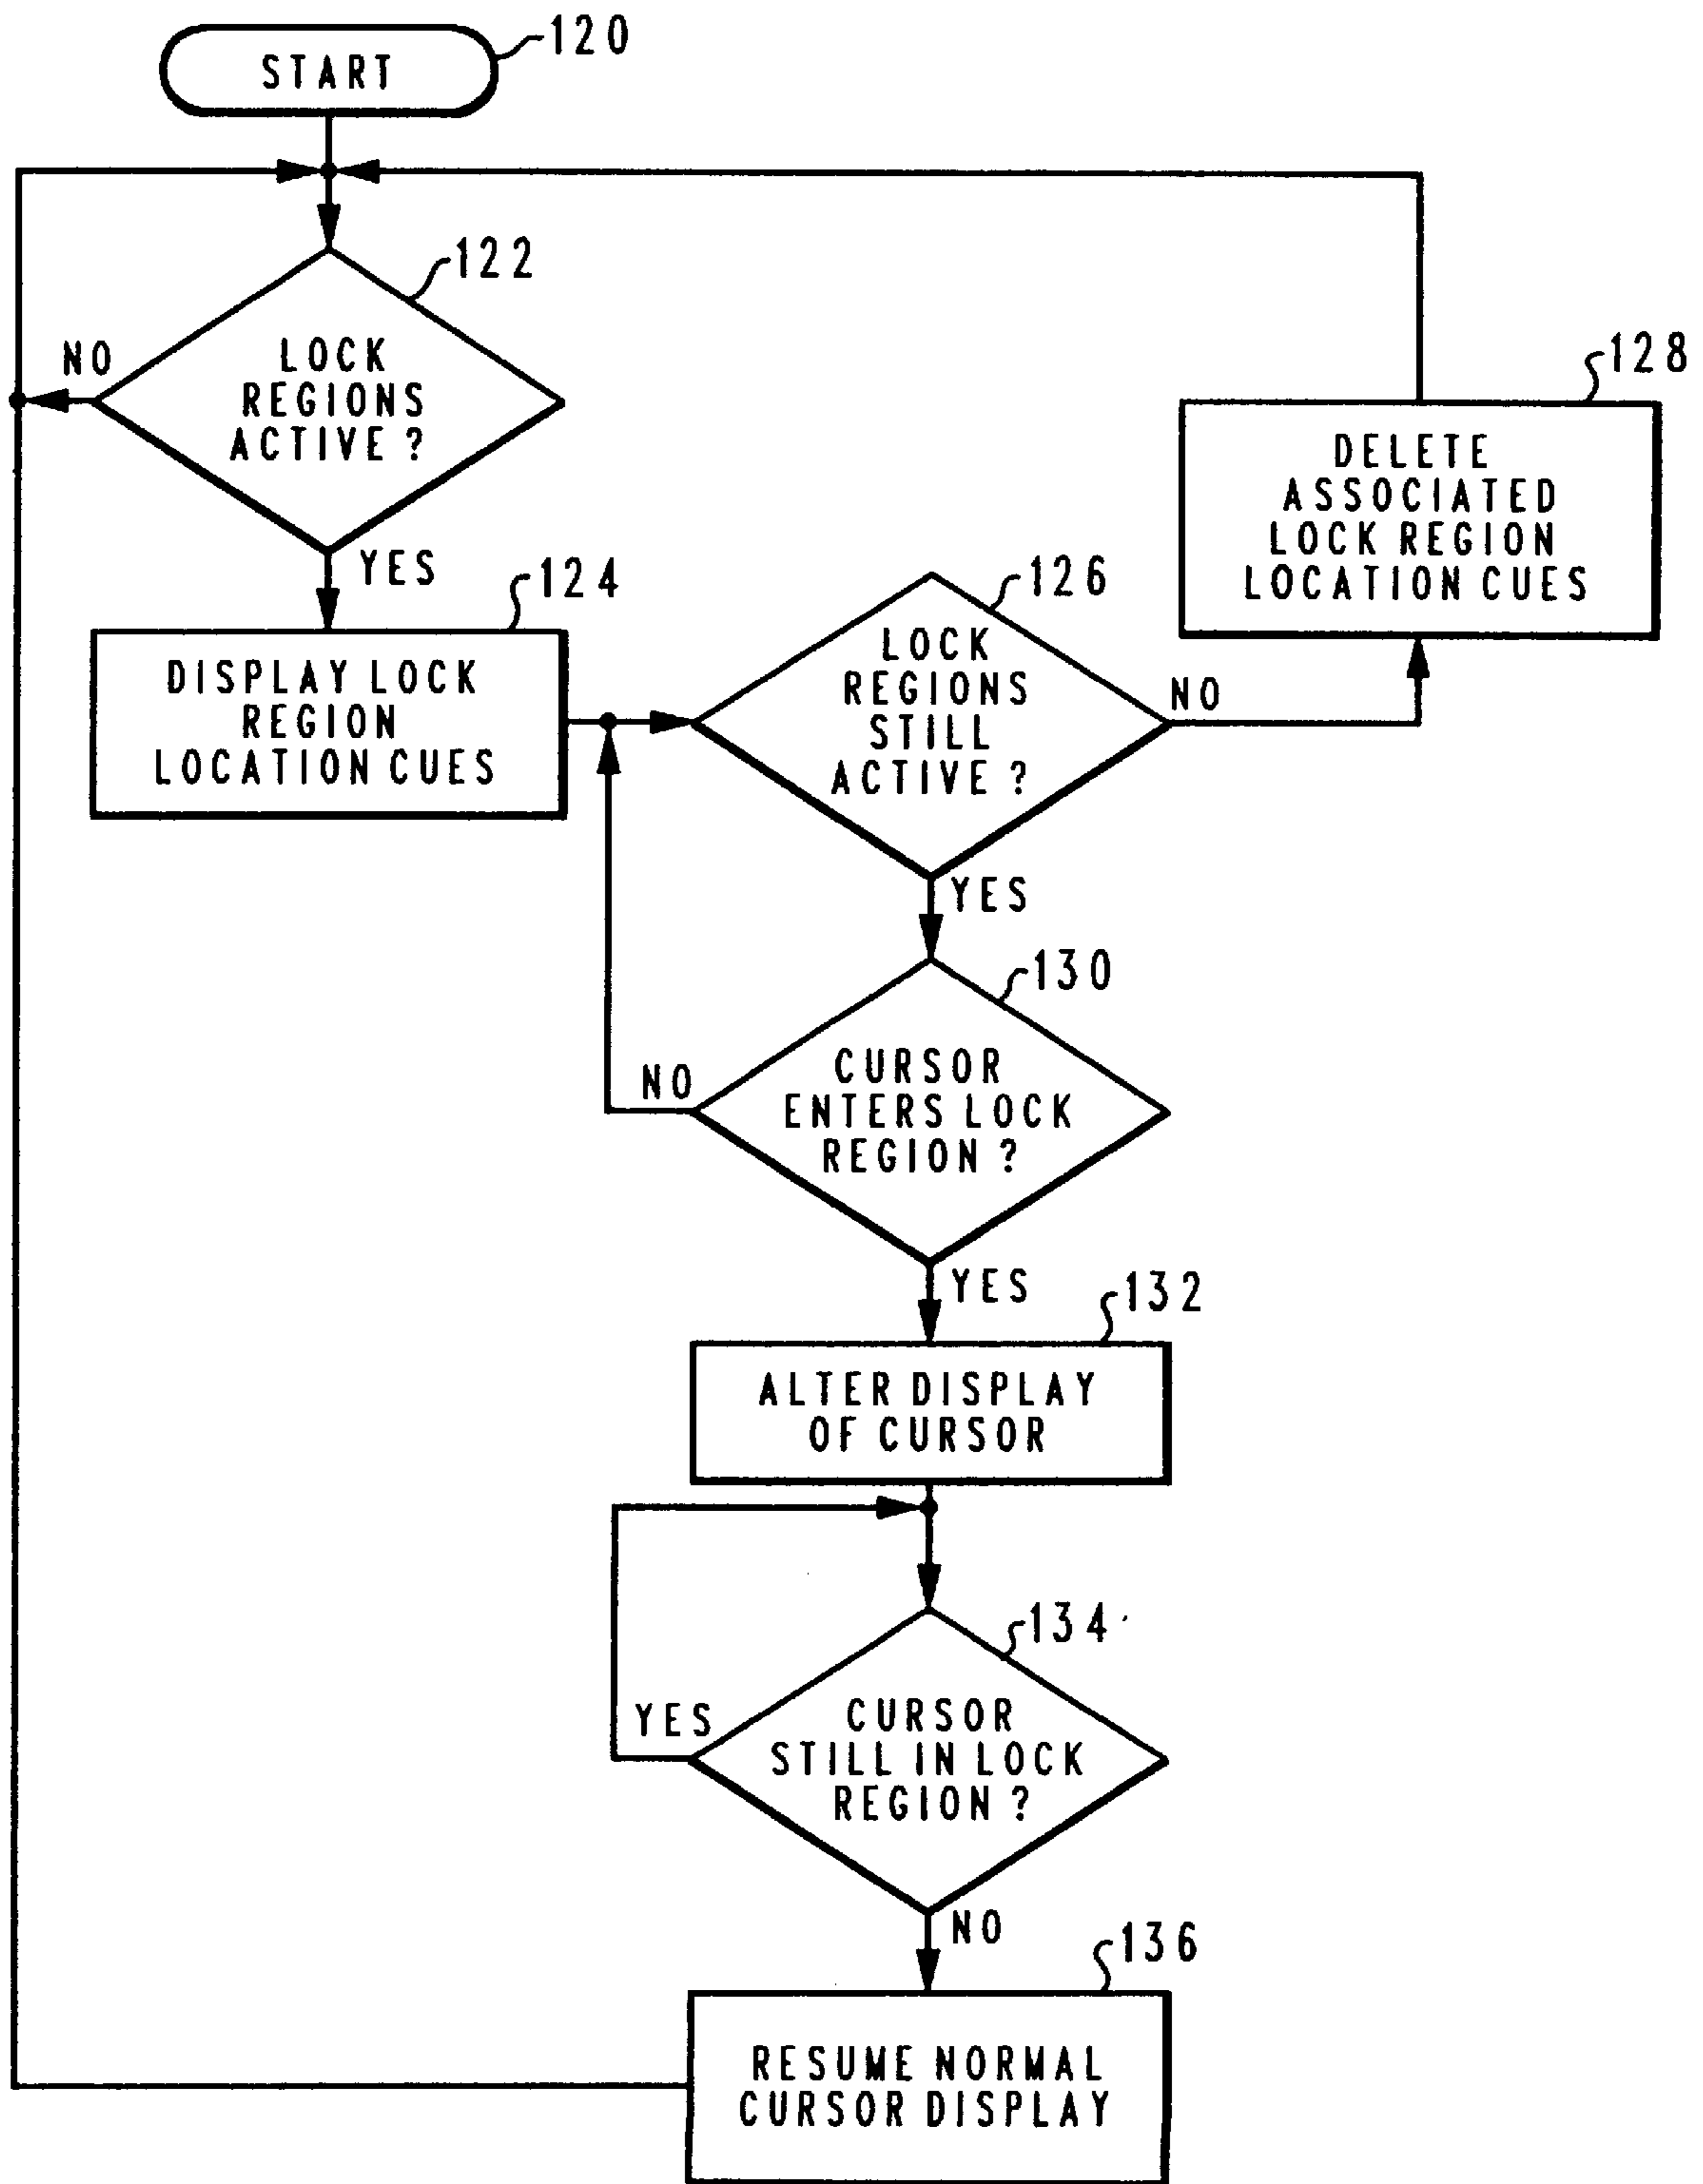 START
120
122
LOCK
REGIONS
ACTIVE ?
NO
YES
124
DISPLAY LOCK
REGION
LOCATION CUES
126
LOCK
REGIONS
STILL
ACTIVE ?
NO
128
DELETE
ASSOCIATED
LOCK REGION
LOCATION CUES
YES
130
CURSOR
ENTERS LOCK
REGION ?
NO
YES
132
ALTER DISPLAY
OF CURSOR
134
CURSOR
STILL IN LOCK
REGION ?
YES
NO
136
RESUME NORMAL
CURSOR DISPLAY